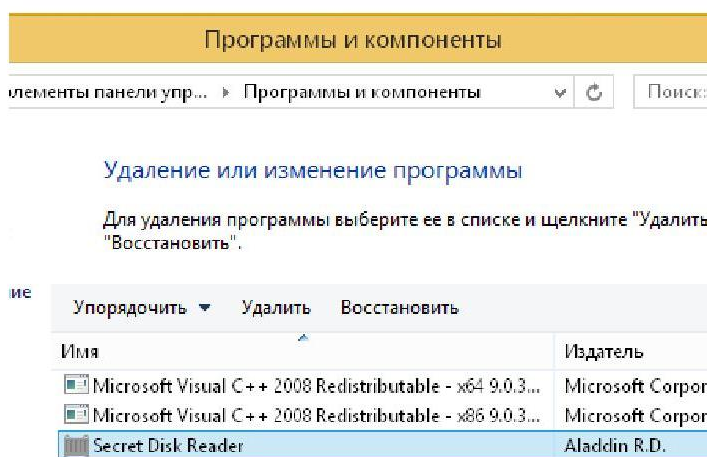 Программы и компоненты
элементы панели упр... Программы и компоненты Поиск:
Удаление или изменение программы
Для удаления программы выберите ее в списке и щелкните "Удалить
"Восстановить".
ие
Упорядочить Удалить Восстановить
Имя Издатель
Microsoft Visual C++ 2008 Redistributable - x64 9.0.3... Microsoft Corpor
Microsoft Visual C++ 2008 Redistributable - x86 9.0.3... Microsoft Corpor
Secret Disk Reader Aladdin R.D.